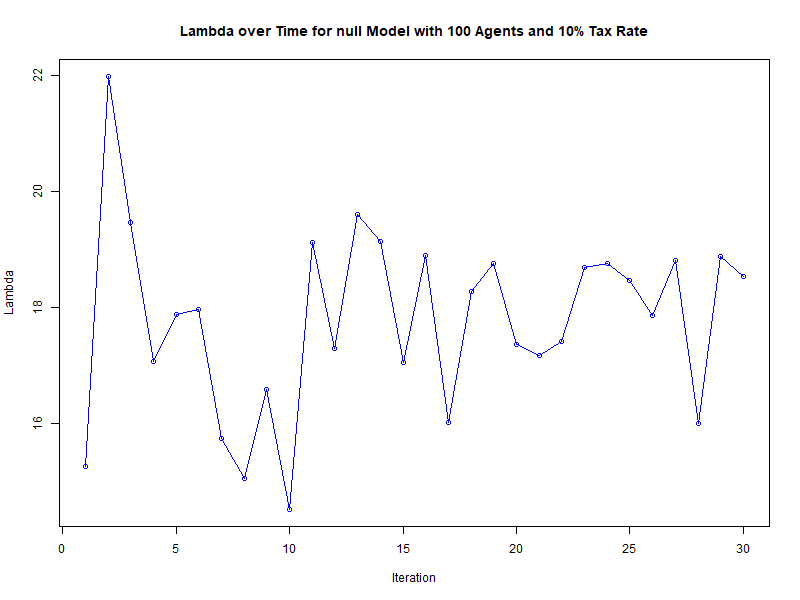 Lambda over Time for null Model with 100 Agents and 10% Tax Rate
22
20
18
16
Lambda
0 5 10 15 20 25 30
Iteration